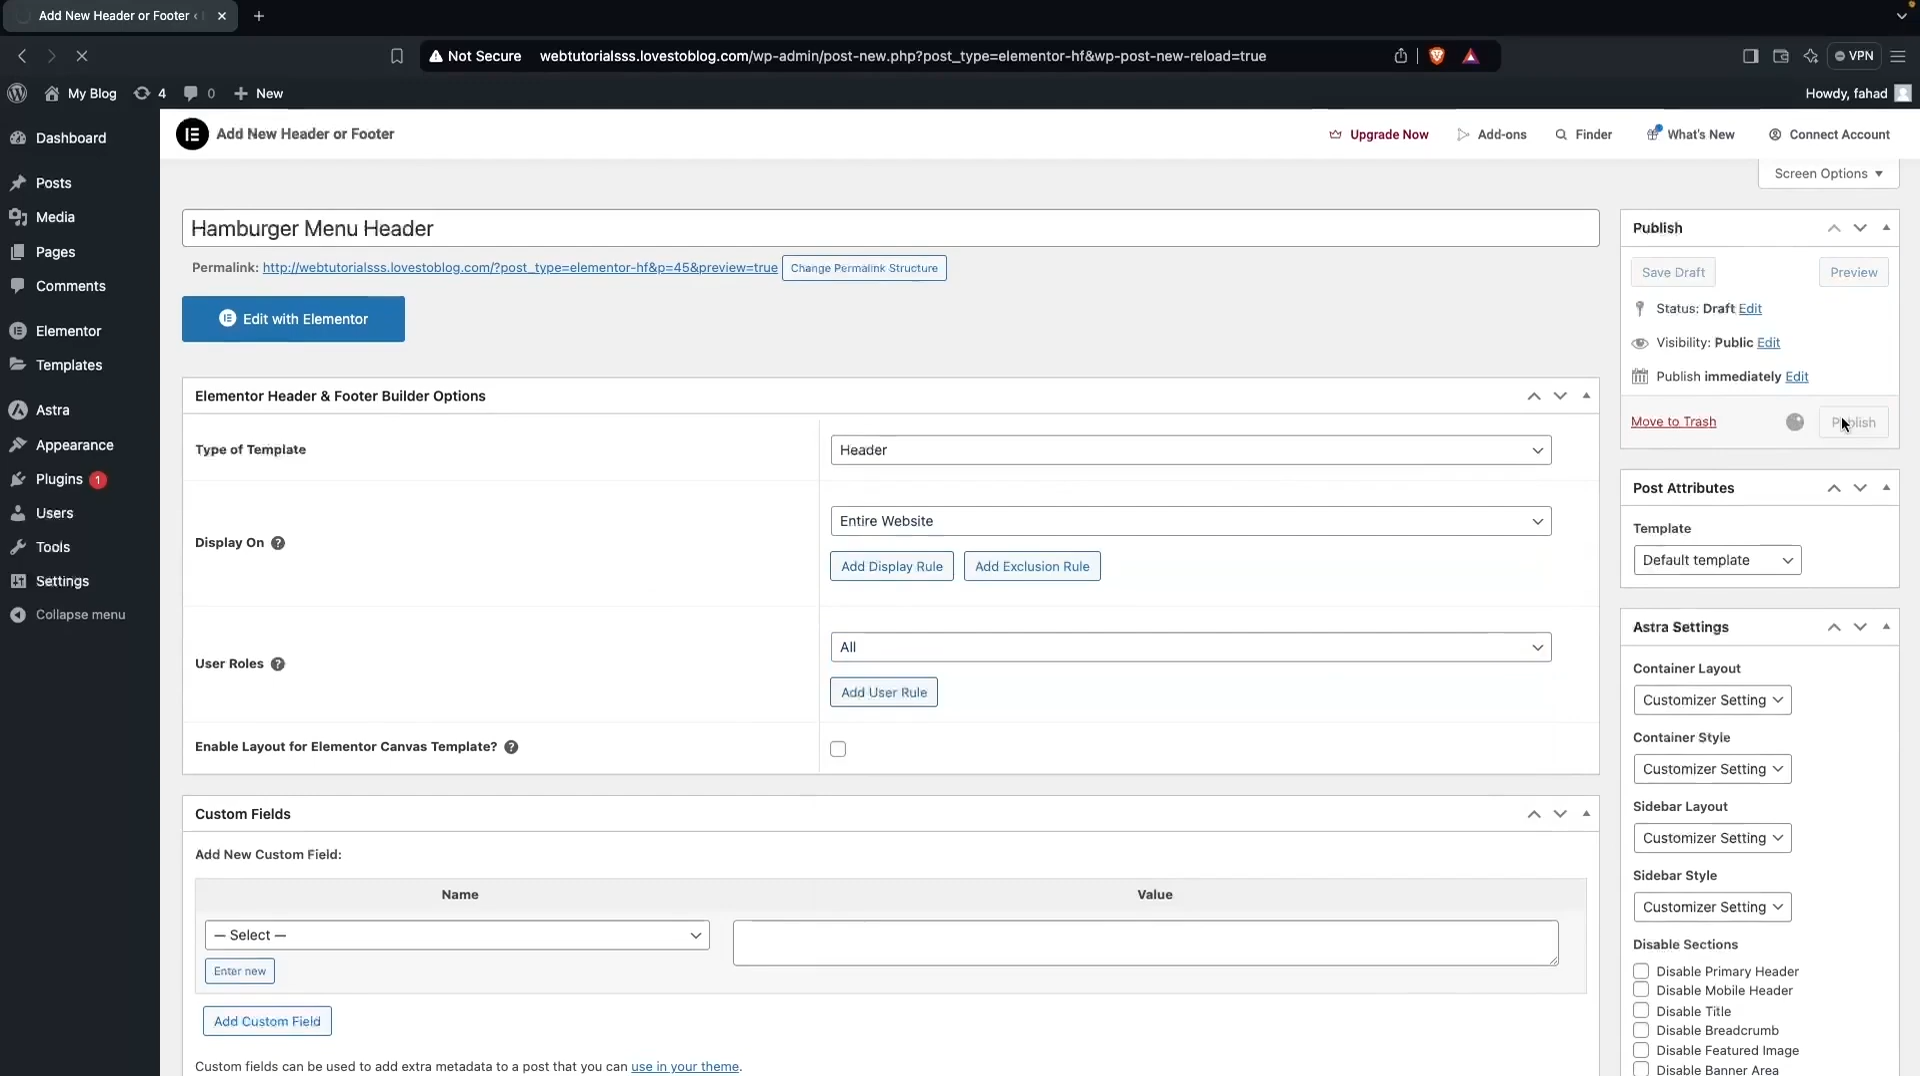 Add New Header or Footer ‹
Not Secure webtutorialsss.lovestoblog.com/wp-admin/post-new.php?post_type=elementor-hf&wp-post-new-reload=true
VPN
My Blog 4 0 New
Howdy, fahad
Dashboard
Posts
Media
Pages
Comments
Elementor
Templates
Astra
Appearance
Plugins 1
Users
Tools
Settings
Collapse menu
Add New Header or Footer
Upgrade Now Add-ons Finder What's New Connect Account
Screen Options
Hamburger Menu Header
Permalink: http://webtutorialsss.lovestoblog.com/?post_type=elementor-hf&p=45&preview=true Change Permalink Structure
Edit with Elementor
Elementor Header & Footer Builder Options
Type of Template
Header
Display On
Entire Website
Add Display Rule Add Exclusion Rule
User Roles
All
Add User Rule
Enable Layout for Elementor Canvas Template?
Custom Fields
Add New Custom Field:
Name Value
— Select —
Enter new
Add Custom Field
Custom fields can be used to add extra metadata to a post that you can use in your theme.
Publish
Save Draft Preview
Status: Draft Edit
Visibility: Public Edit
Publish immediately Edit
Move to Trash Publish
Post Attributes
Template
Default template
Astra Settings
Container Layout
Customizer Setting
Container Style
Customizer Setting
Sidebar Layout
Customizer Setting
Sidebar Style
Customizer Setting
Disable Sections
Disable Primary Header
Disable Mobile Header
Disable Title
Disable Breadcrumb
Disable Featured Image
Disable Banner Area